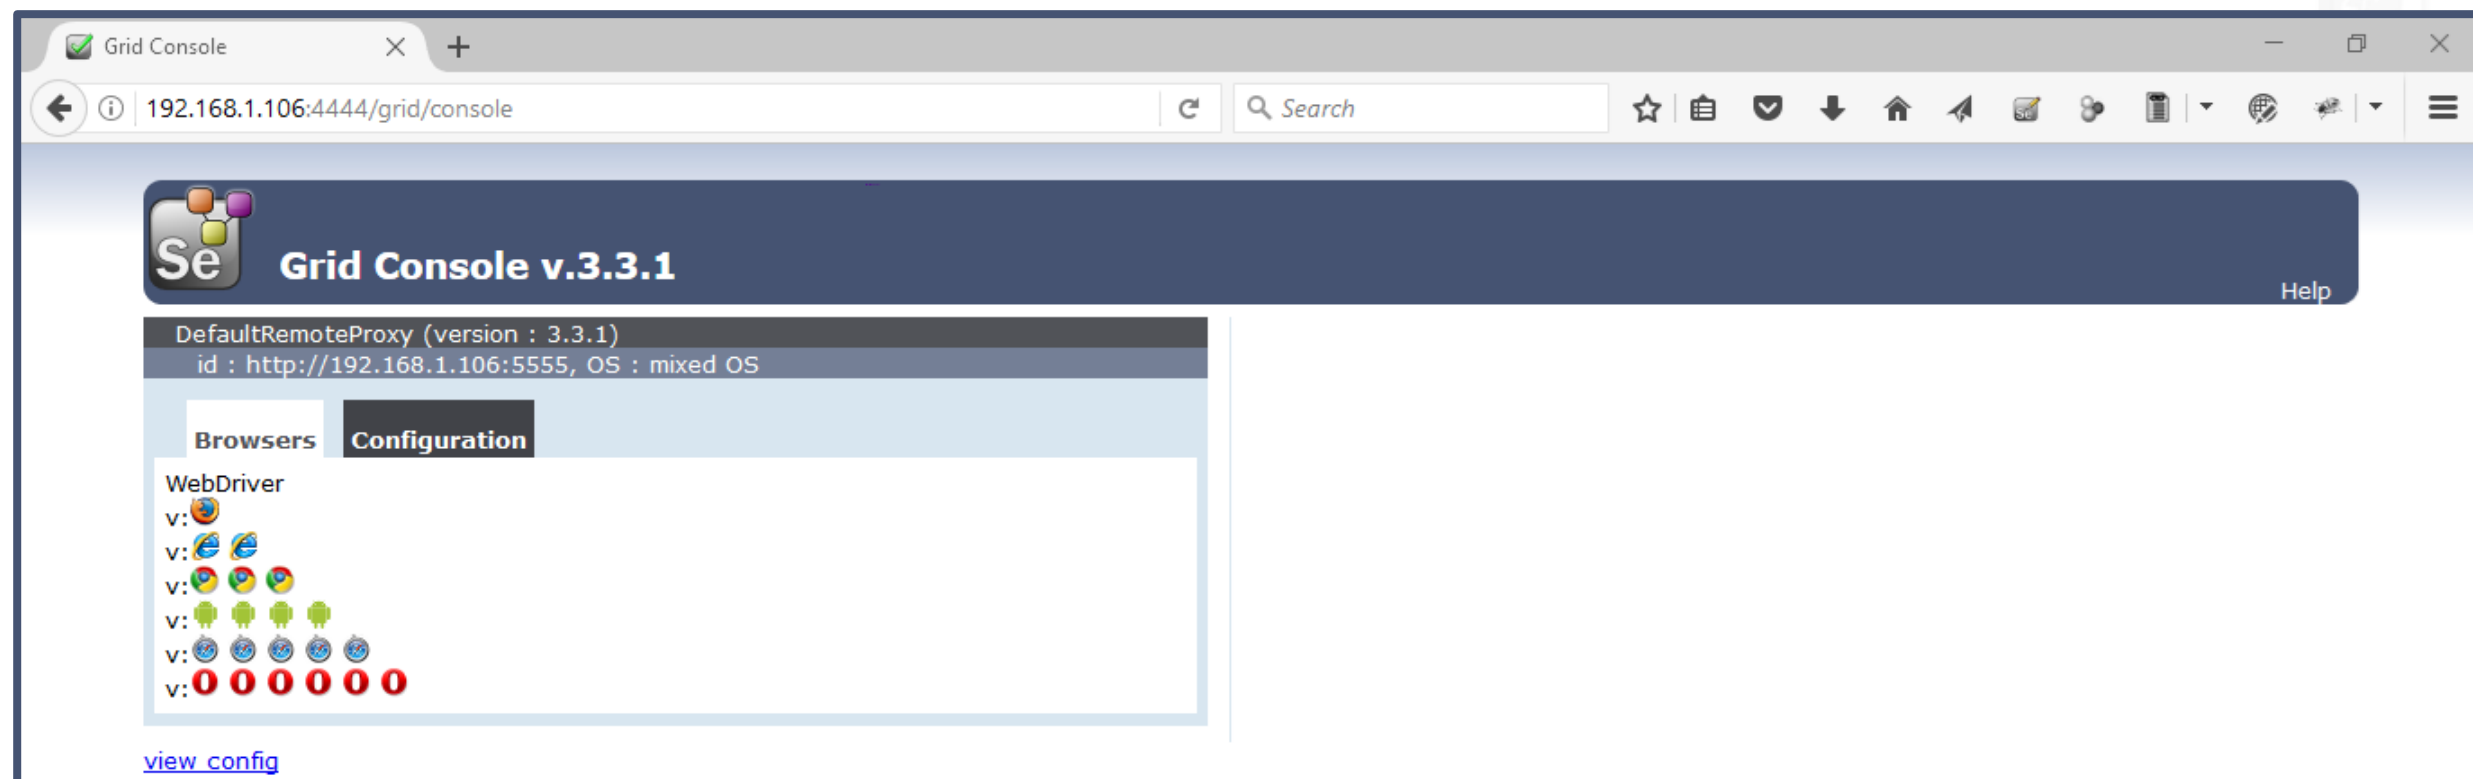 Grid Console
192.168.1.106:4444/grid/console
Search
Se
Grid Console v.3.3.1
Help
DefaultRemoteProxy (version : 3.3.1)
id : http://192.168.1.106:5555, OS : mixed OS
Browsers Configuration
WebDriver
v:
v:
v:
v:
v:
v:
view config